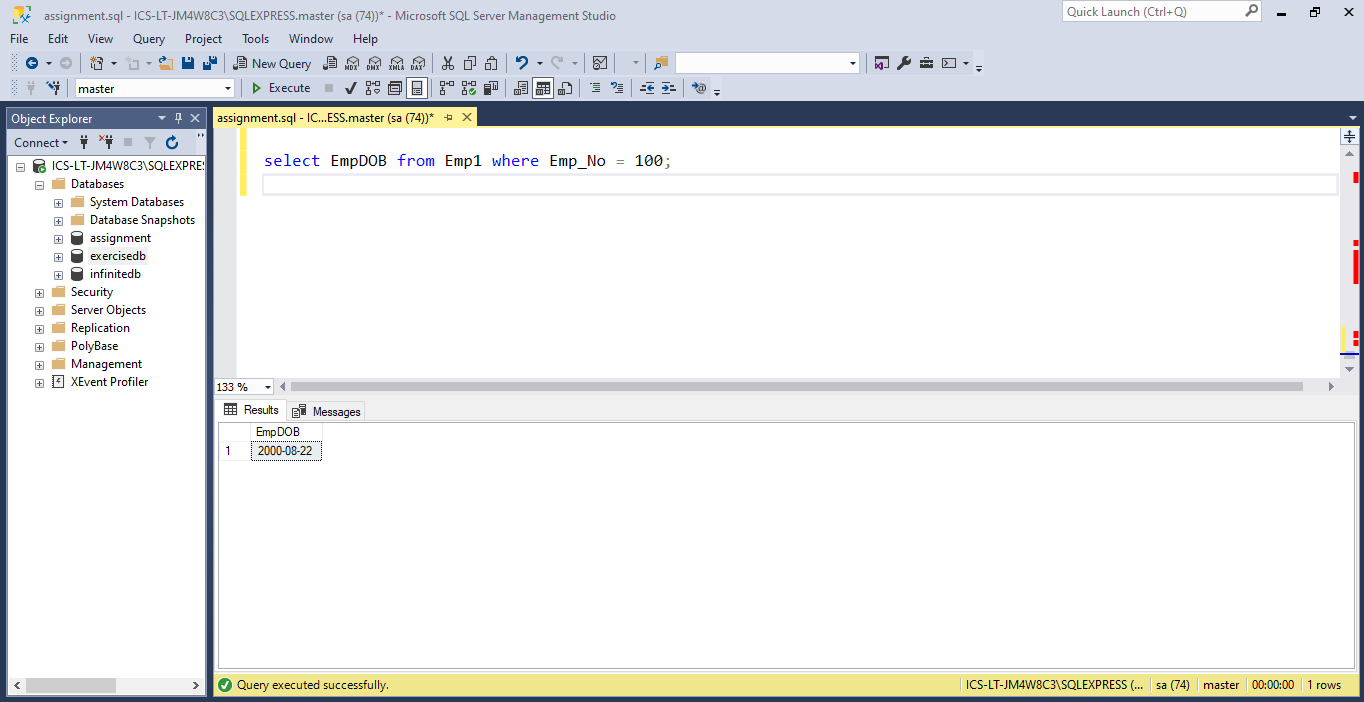 assignment.sql - ICS-LT-JM4W8C3\SQLEXPRESS.master (sa (74))* - Microsoft SQL Server Management Studio
Quick Launch (Ctrl+Q)
File Edit View Query Project Tools Window Help
New Query MDX DMX XMLA DAX
master Execute
Object Explorer
assignment.sql - IC...ESS.master (sa (74))*
Connect
ICS-LT-JM4W8C3\SQLEXPRES
Databases
System Databases
Database Snapshots
assignment
exercisedb
infinitedb
Security
Server Objects
Replication
PolyBase
Management
XEvent Profiler
select EmpDOB from Emp1 where Emp_No = 100;
133 %
Results Messages
EmpDOB
1 2000-08-22
Query executed successfully.
ICS-LT-JM4W8C3\SQLEXPRESS (... sa (74) master 00:00:00 1 rows